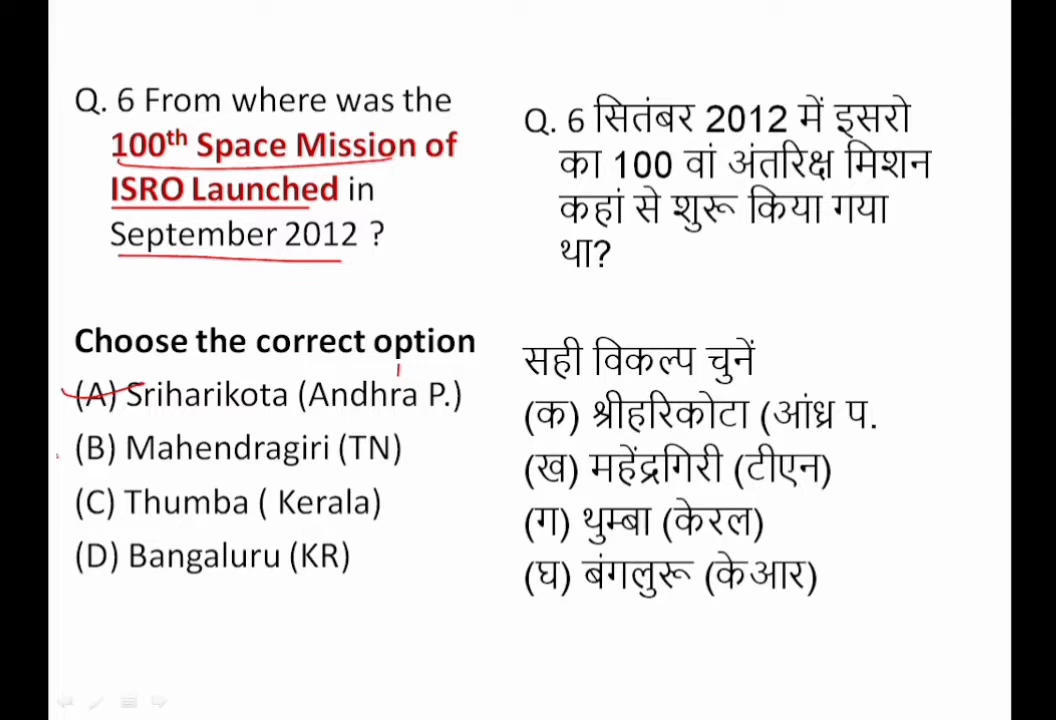 Q. 6 From where was the
100th Space Mission of
ISRO Launched in
September 2012 ?
Choose the correct option
(A) Sriharikota (Andhra P.)
(B) Mahendragiri (TN)
(C) Thumba ( Kerala)
(D) Bangaluru (KR)
Q. 6 सितंबर 2012 में इसरो
का 100 वां अंतरिक्ष मिशन
कहां से शुरू किया गया
था?
सही विकल्प चुनें
(क) श्रीहरिकोटा (आंध्र प.
(ख) महेंद्रगिरी (टीएन)
(ग) थुम्बा (केरल)
(घ) बंगलुरू (केआर)